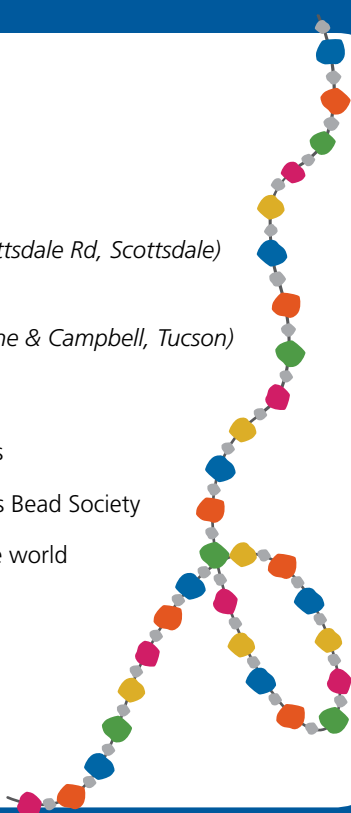 ttsdale Rd, Scottsdale)
ne & Campbell, Tucson)
s
s Bead Society
e world